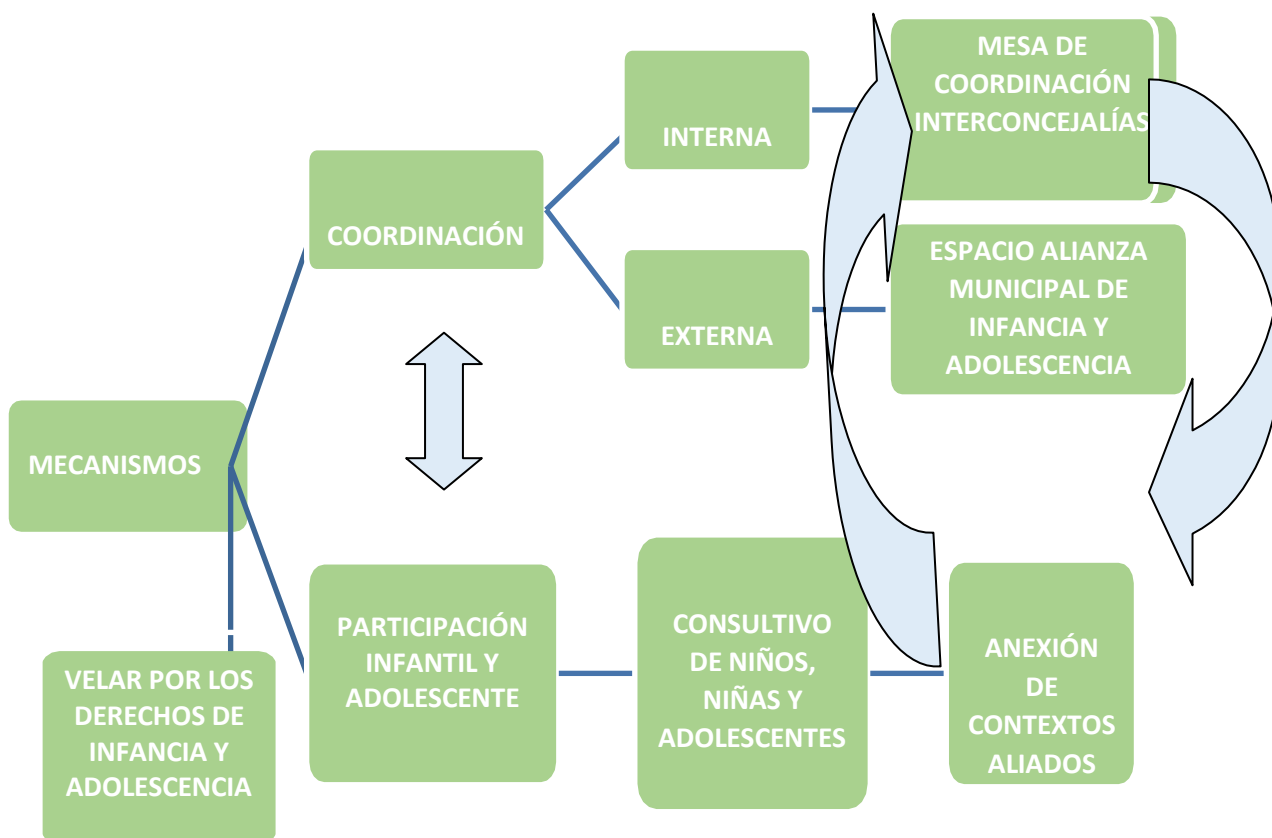 MECANISMOS
VELAR POR LOS
DERECHOS DE
INFANCIA Y
ADOLESCENCIA
COORDINACIÓN
INTERNA
MESA DE
COORDINACIÓN
INTERCONCEJALÍAS
EXTERNA
ESPACIO ALIANZA
MUNICIPAL DE
INFANCIA Y
ADOLESCENCIA
PARTICIPACIÓN
INFANTIL Y
ADOLESCENTE
CONSULTIVO
DE NIÑOS,
NIÑAS Y
ADOLESCENTES
ANEXIÓN
DE
CONTEXTOS
ALIADOS